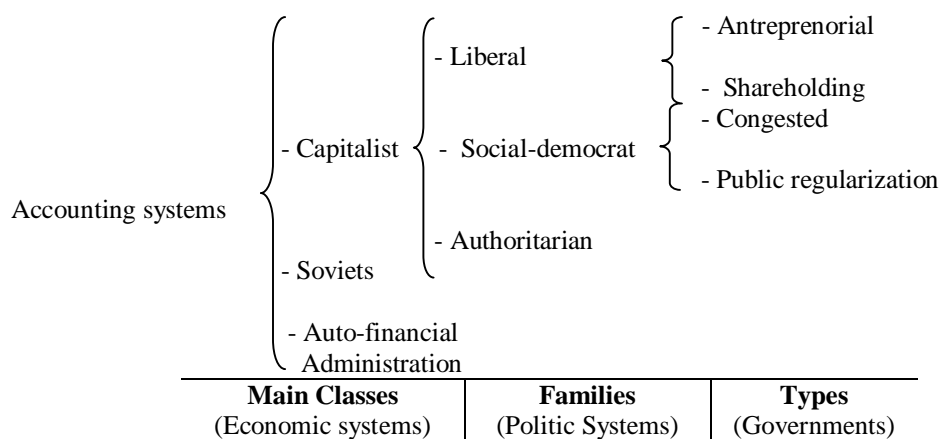 - Antreprenorial
- Liberal
- Shareholding
- Congested
- Capitalist
- Social-democrat
- Public regularization
Accounting systems
- Authoritarian
- Soviets
- Auto-financial
Administration
Main Classes
(Economic systems)
Families
(Politic Systems)
Types
(Governments)